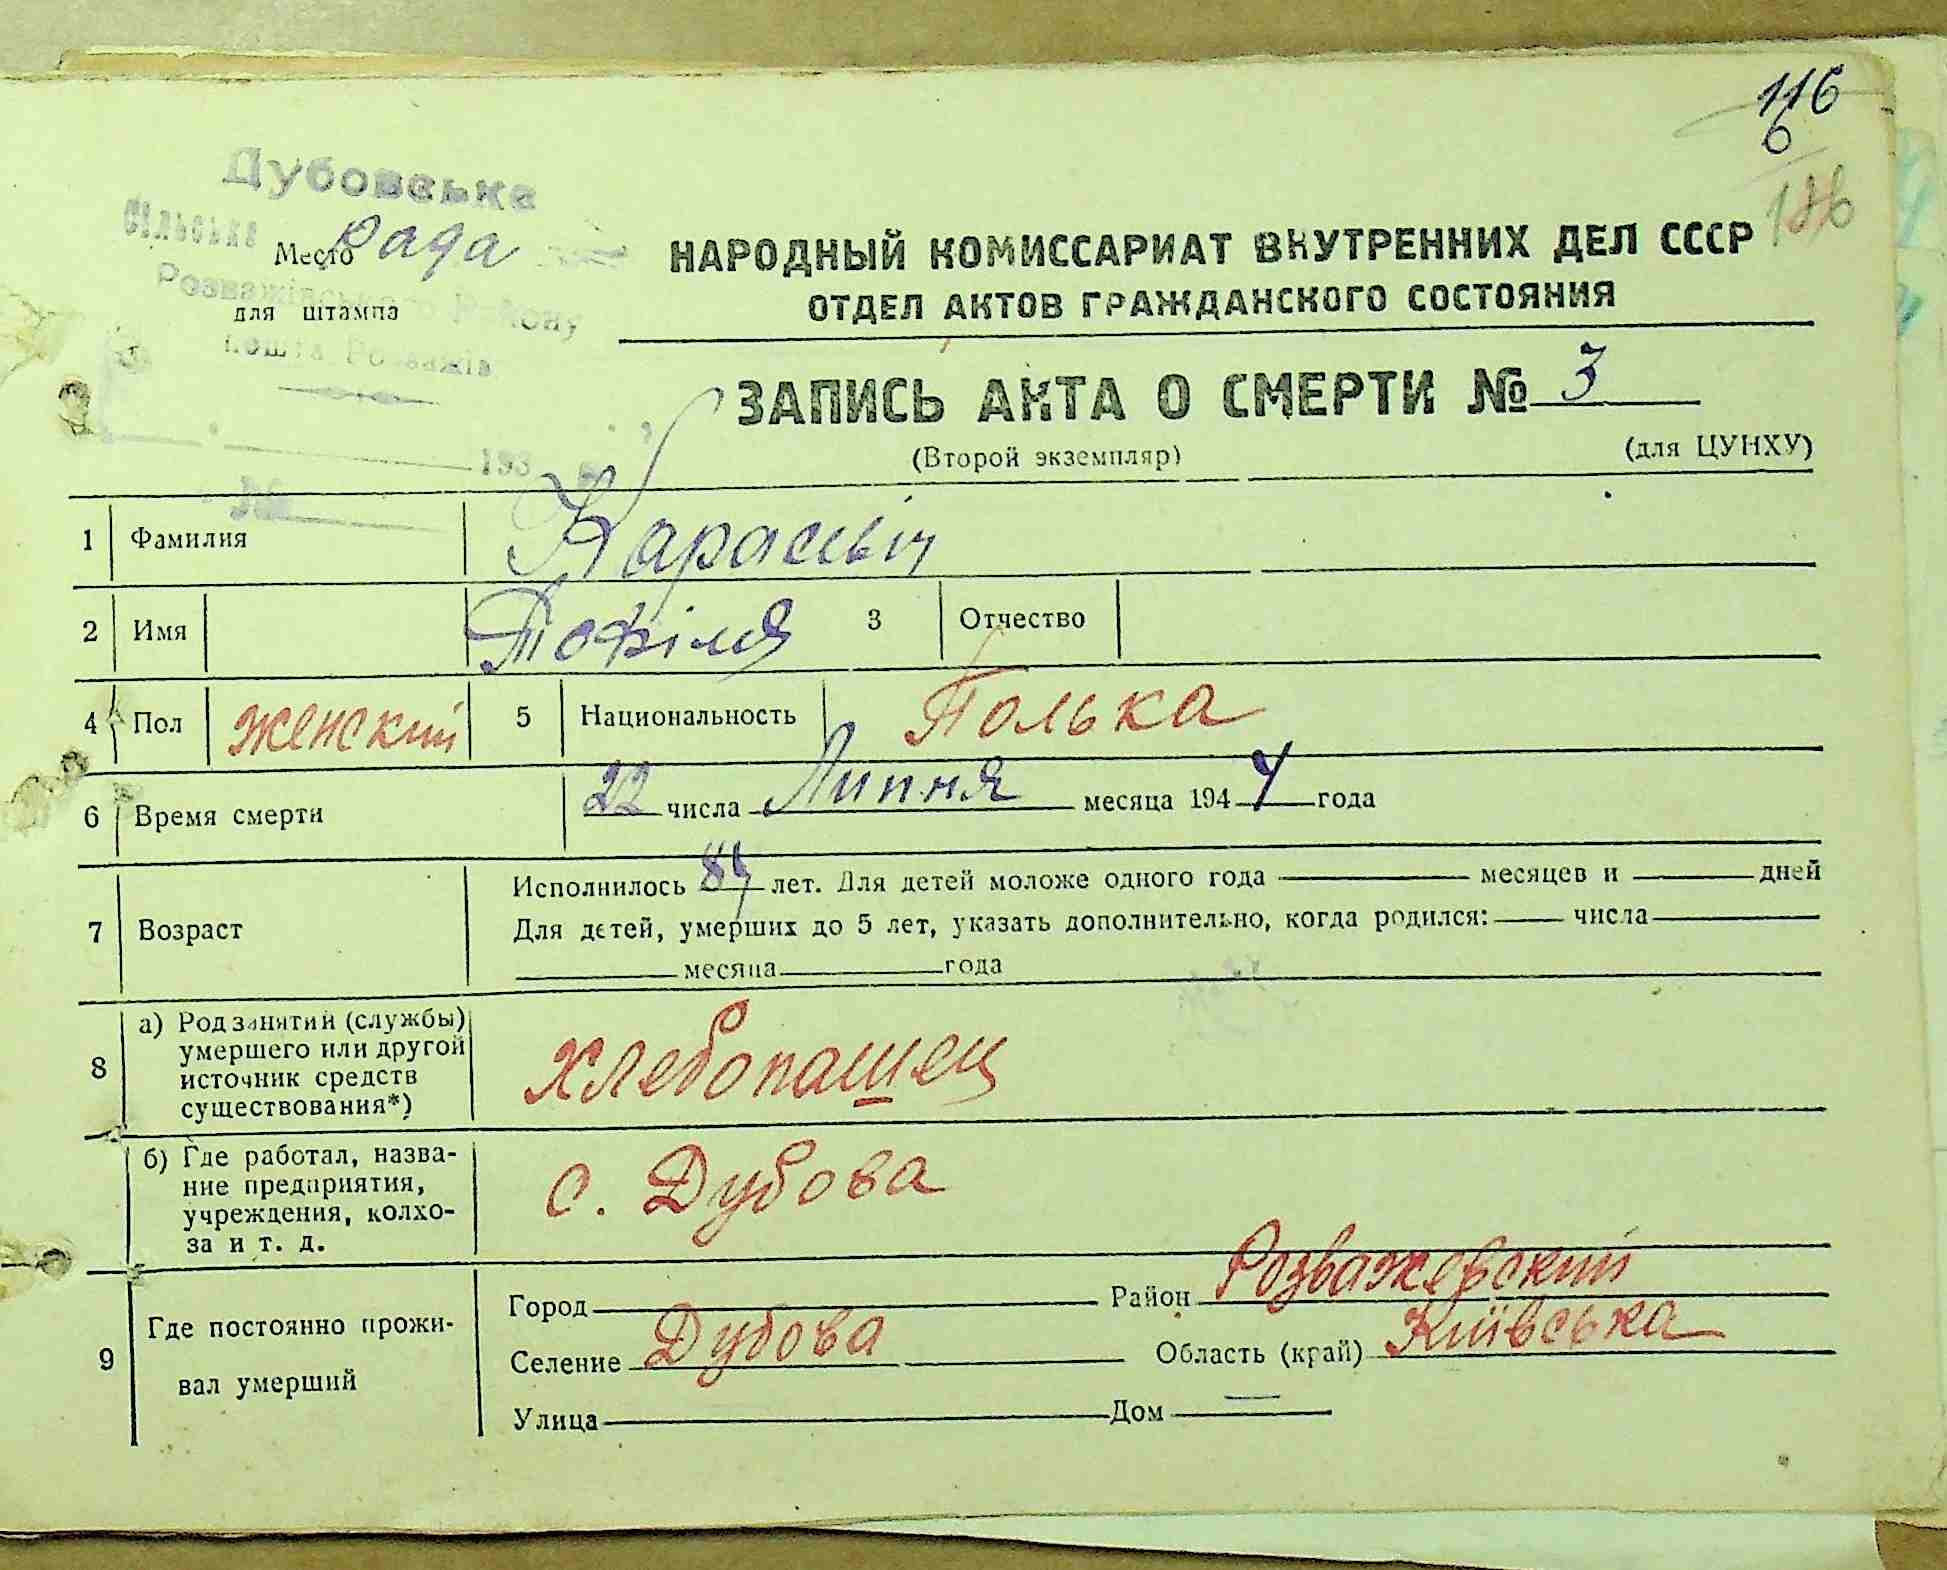 116
6
Дубовська
Сільська рада
Место
Розважівського Району
для штампа
пошта Розважів
НАРОДНЫЙ КОМИССАРИАТ ВНУТРЕННИХ ДЕЛ СССР
ОТДЕЛ АКТОВ ГРАЖДАНСКОГО СОСТОЯНИЯ
ЗАПИСЬ АКТА О СМЕРТИ № 3
(Второй экземпляр) (для ЦУНХУ)
193
№
1 Фамилия
2 Имя Тофіля 3 Отчество
4 Пол женский 5 Национальность Полька
6 Время смерти 22 числа Липня месяца 1944 года
7 Возраст
Исполнилось лет. Для детей моложе одного года месяцев и дней
Для детей, умерших до 5 лет, указать дополнительно, когда родился: числа
месяца года
8 а) Род занятий (службы)
умершего или другой
источник средств
существования*)
хлебопашец
б) Где работал, назва-
ние предприятия,
учреждения, колхо-
за и т. д.
с. Дубова
9 Где постоянно прожи-
вал умерший
Город Район Розважевский
Селение Дубова Область (край) Київська
Улица Дом —